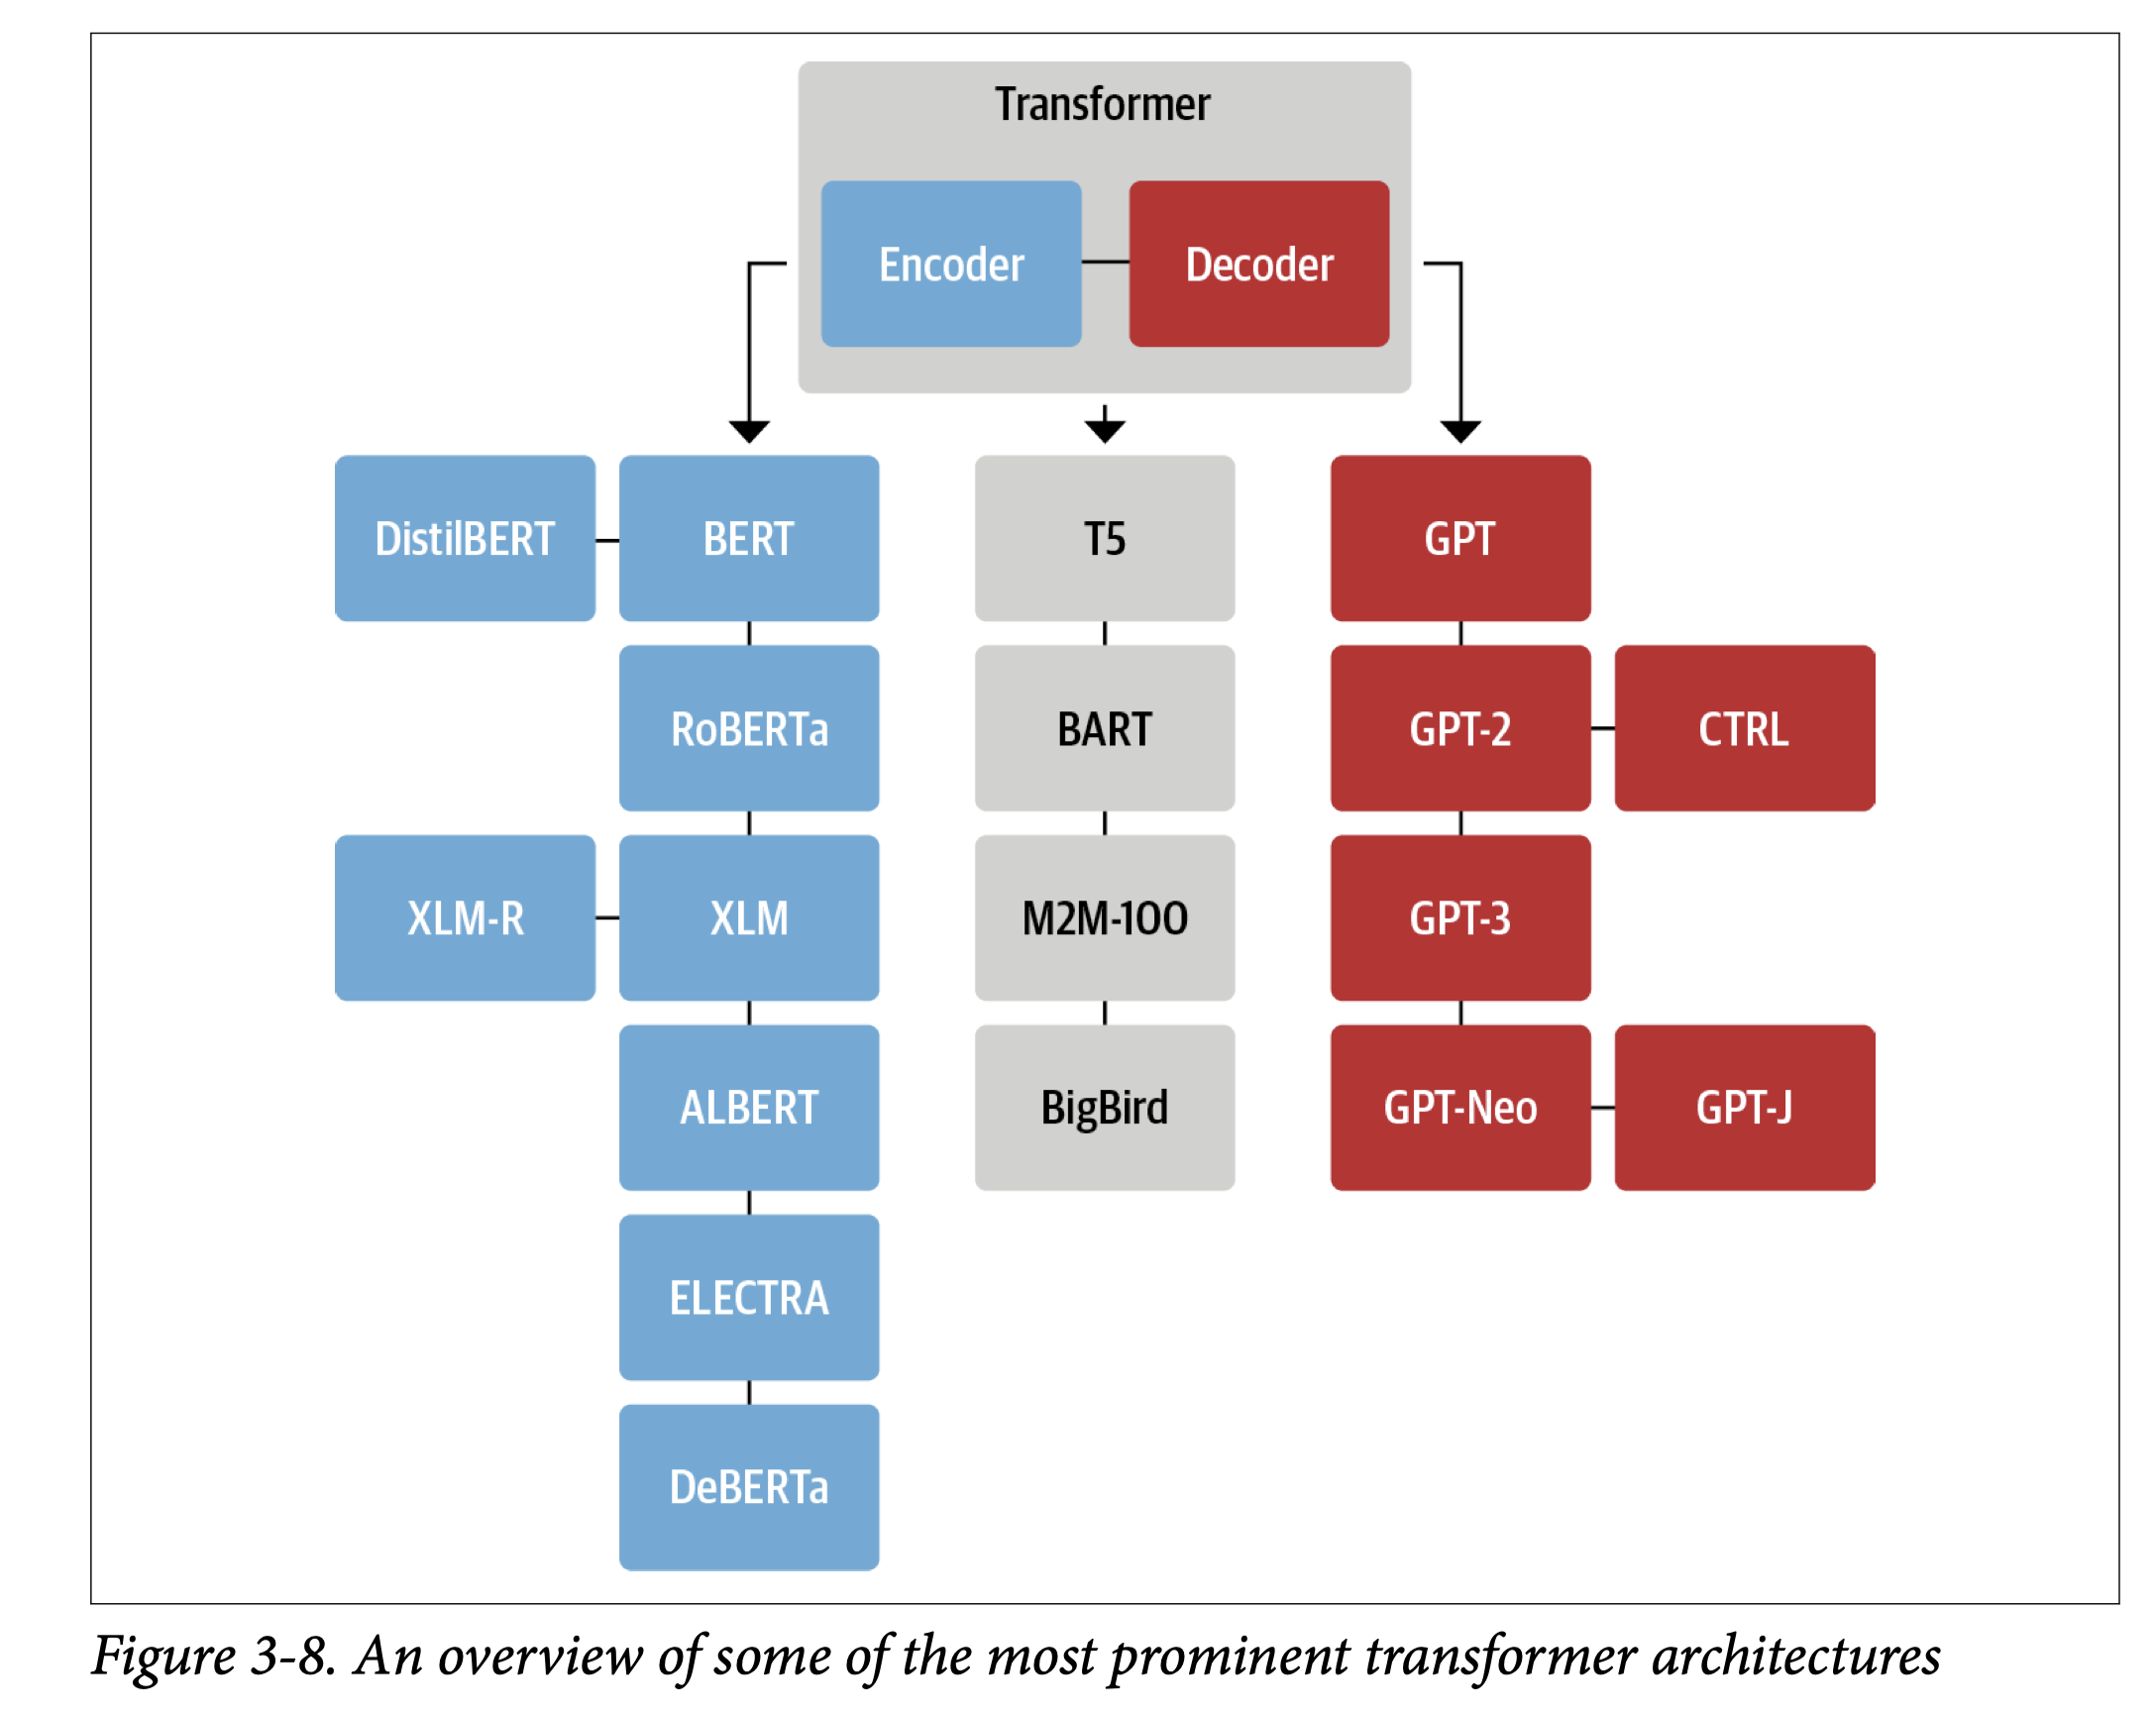 Transformer
Encoder
Decoder
DistilBERT
BERT
T5
GPT
RoBERTa
BART
GPT-2
CTRL
XLM-R
XLM
M2M-100
GPT-3
ALBERT
BigBird
GPT-Neo
GPT-J
ELECTRA
DeBERTa
Figure 3-8. An overview of some of the most prominent transformer architectures